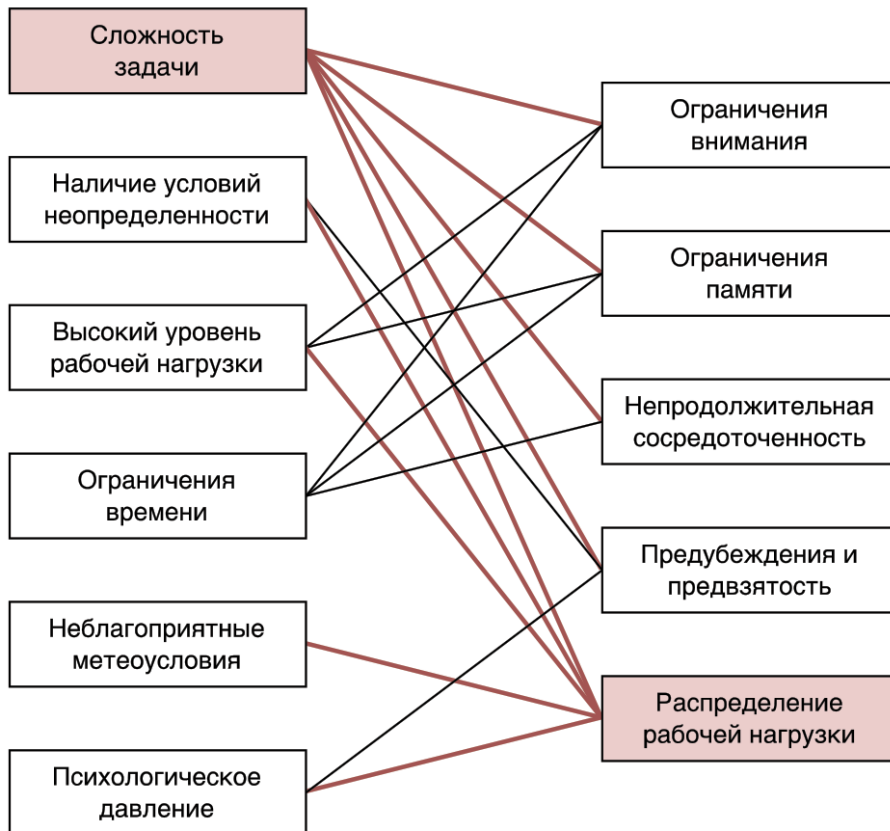 Сложность
задачи
Наличие условий
неопределенности
Высокий уровень
рабочей нагрузки
Ограничения
времени
Неблагоприятные
метеоусловия
Психологическое
давление
Ограничения
внимания
Ограничения
памяти
Непродолжительная
сосредоточенность
Предубеждения и
предвзятость
Распределение
рабочей нагрузки